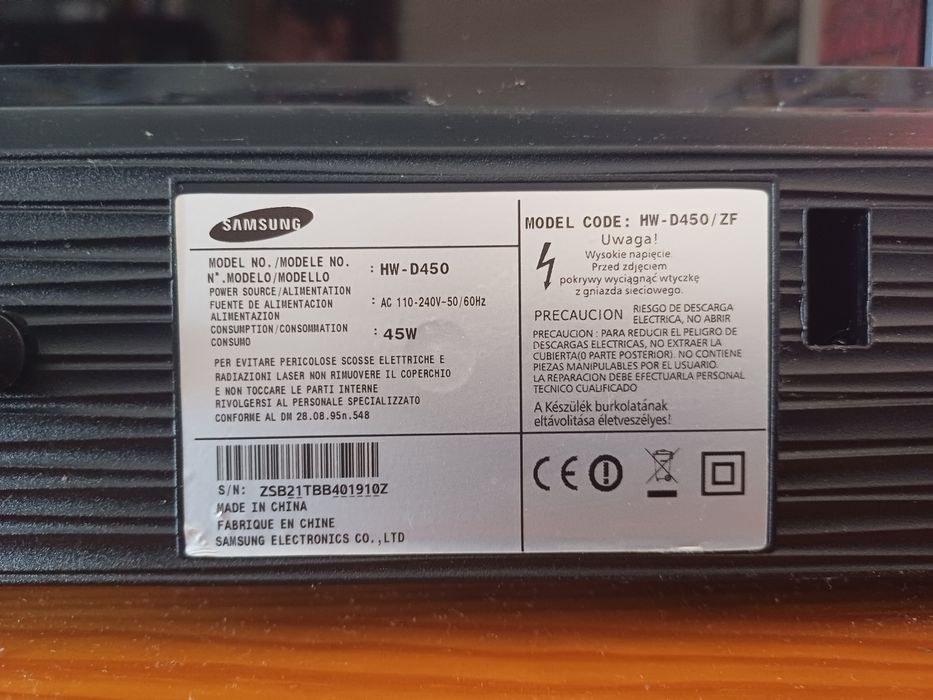 SAMSUNG
MODEL NO./MODELE NO.
N°.MODELO/MODELLO
: HW-D450
POWER SOURCE/ALIMENTATION
FUENTE DE ALIMENTACION
ALIMENTAZION
: AC 110-240V~50/60Hz
CONSUMPTION/CONSOMMATION
CONSUMO
: 45W
PER EVITARE PERICOLOSE SCOSSE ELETTRICHE E
RADIAZIONI LASER NON RIMUOVERE IL COPERCHIO
E NON TOCCARE LE PARTI INTERNE
RIVOLGERSI AL PERSONALE SPECIALIZZATO
CONFORME AL DM 28.08.95n.548
S/N: ZSB21TBB401910Z
MADE IN CHINA
FABRIQUE EN CHINE
SAMSUNG ELECTRONICS CO.,LTD
MODEL CODE: HW-D450/ZF
Uwaga!
Wysokie napięcie.
Przed zdjęciem
pokrywy wyciągnąć wtyczkę
z gniazda sieciowego.
PRECAUCION
RIESGO DE DESCARGA
ELECTRICA, NO ABRIR
PRECAUCION : PARA REDUCIR EL PELIGRO DE
DESCARGAS ELECTRICAS, NO EXTRAER LA
CUBIERTA(0 PARTE POSTERIOR). NO CONTIENE
PIEZAS MANIPULABLES POR EL USUARIO.
LA REPARACION DEBE EFECTUARLA PERSONAL
TECNICO CUALIFICADO
A Készülék burkolatának
eltávolítása életveszélyes!
CE